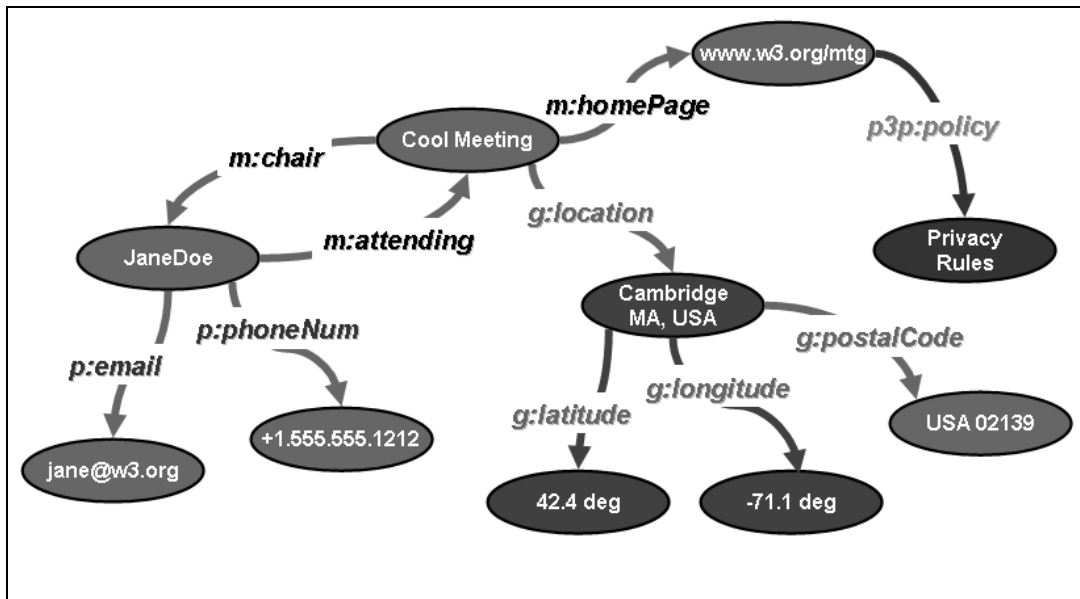 www.w3.org/mtg
m:homePage
p3p:policy
Cool Meeting
m:chair
g:location
m:attending
JaneDoe
Privacy
Rules
Cambridge
MA, USA
p:phoneNum
g:postalCode
p:email
g:longitude
g:latitude
USA 02139
+1.555.555.1212
jane@w3.org
42.4 deg
-71.1 deg